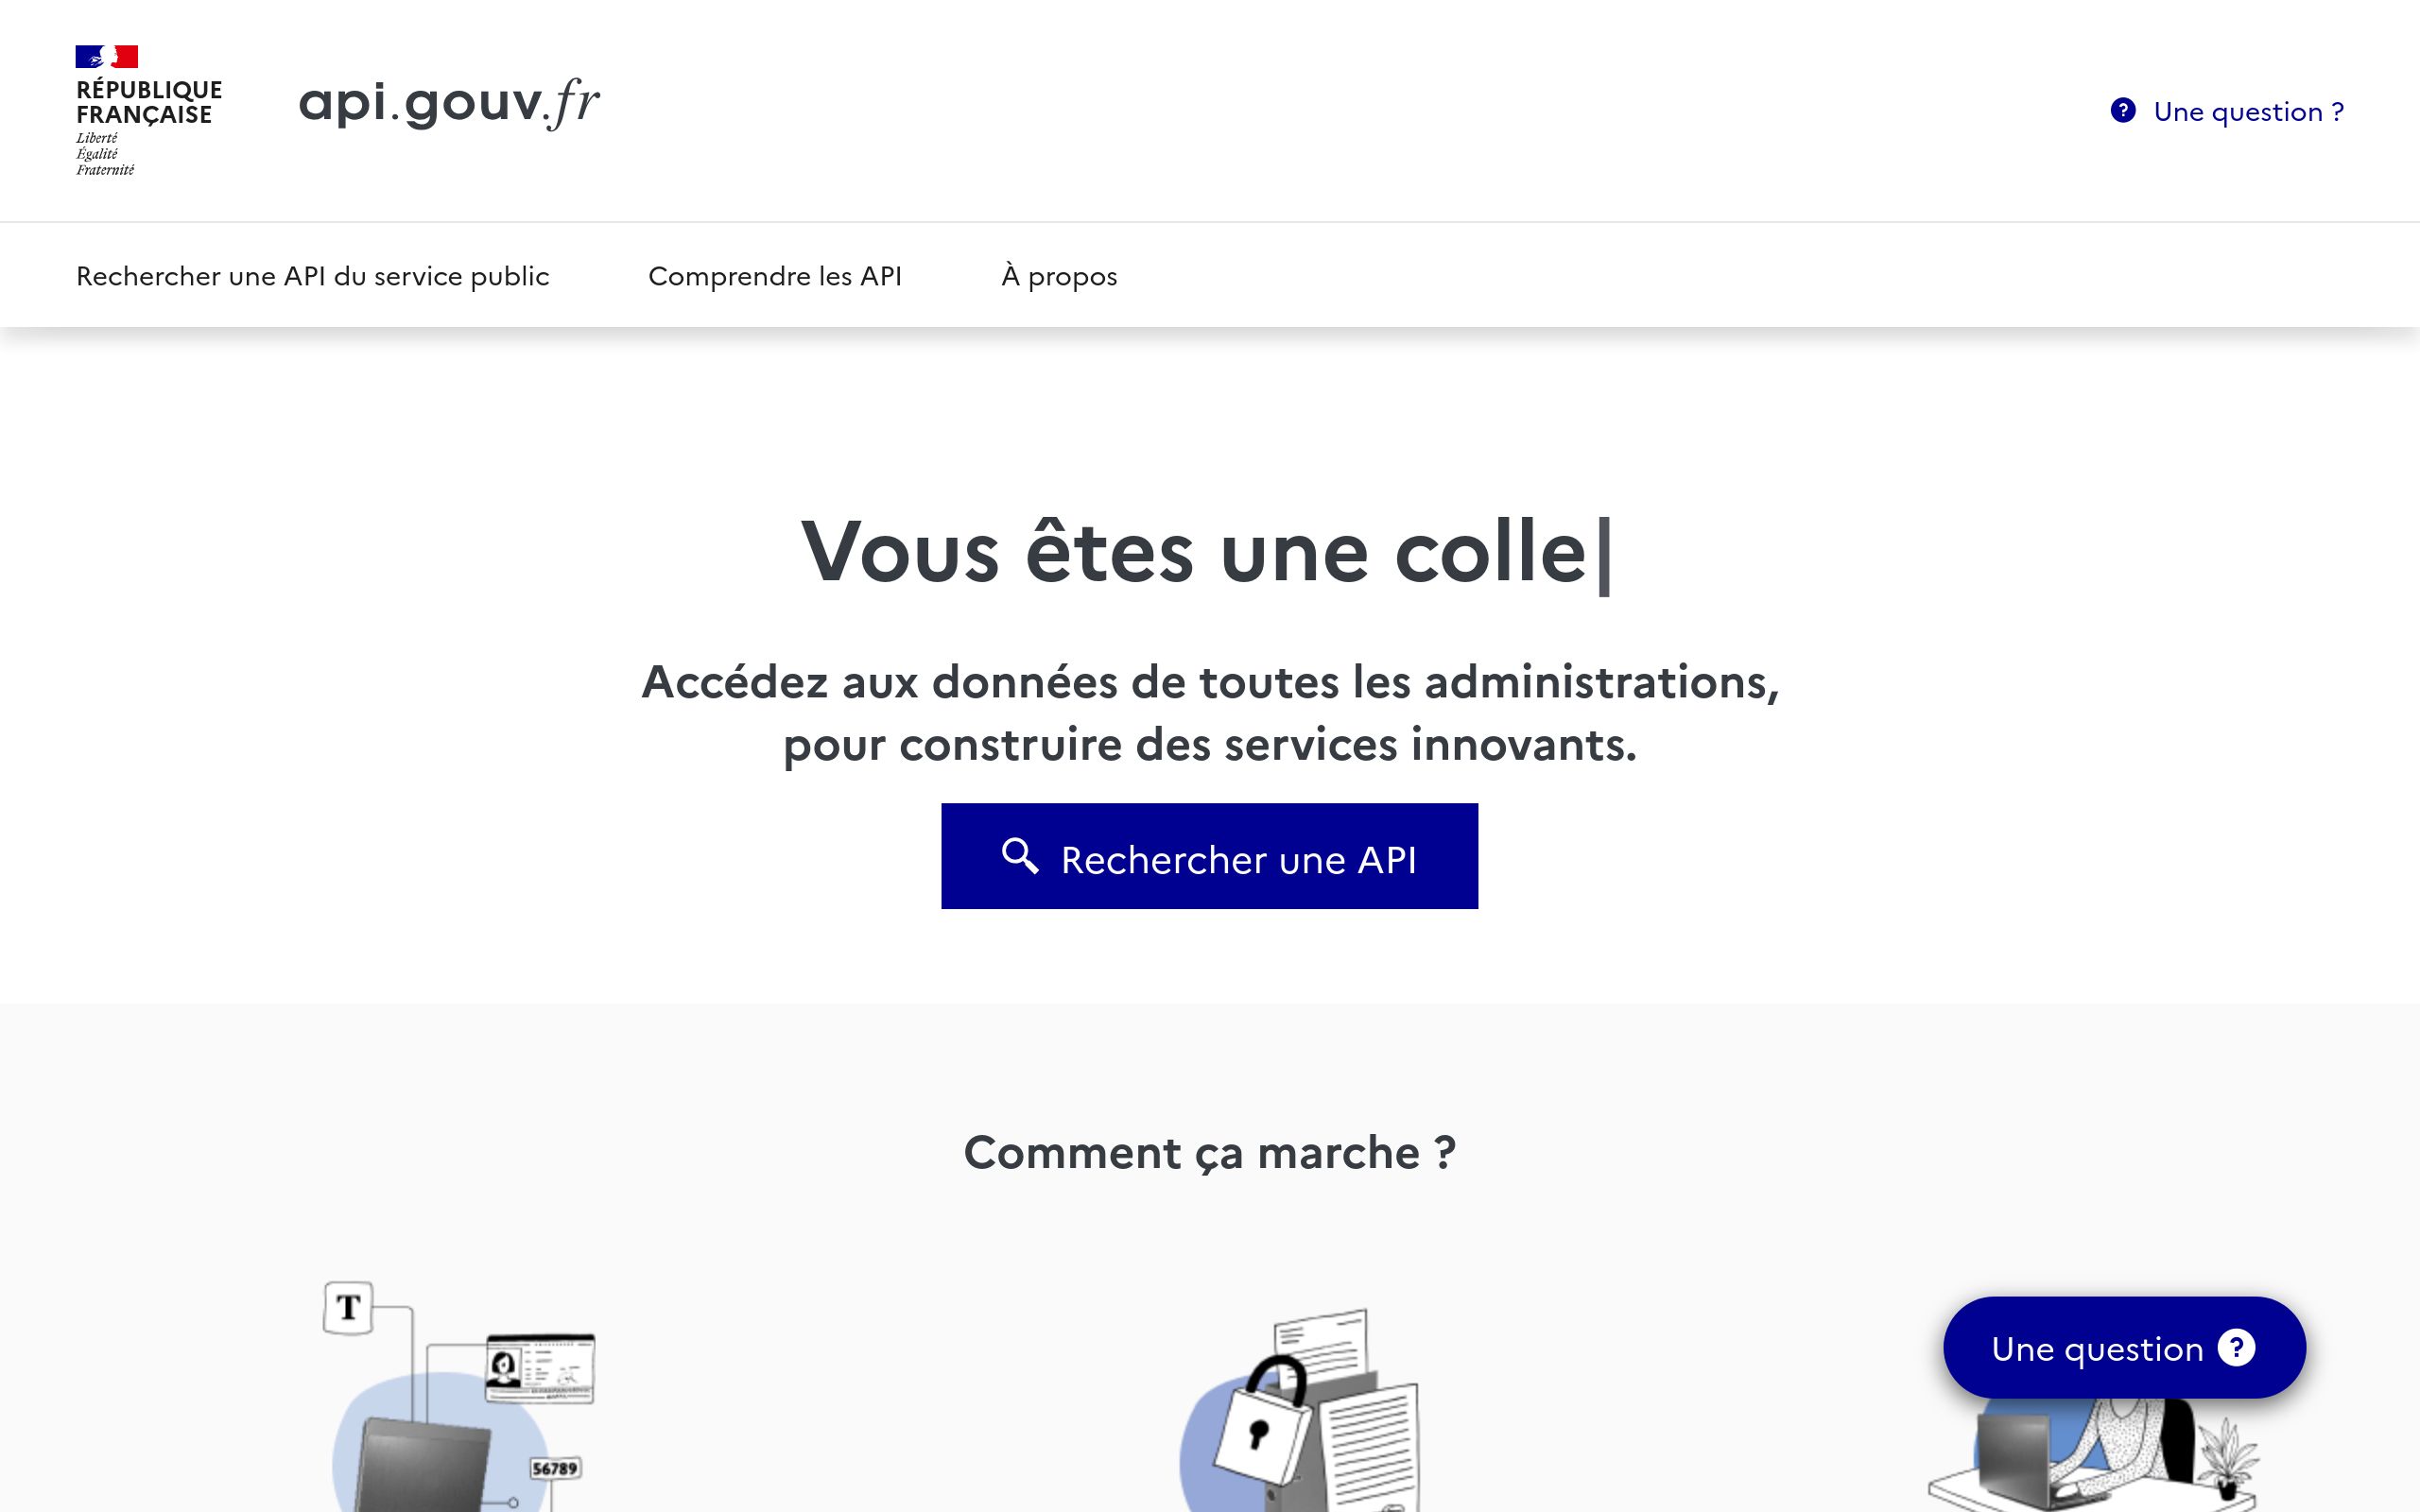 RÉPUBLIQUE
FRANÇAISE
Liberté
Égalité
Fraternité
api.gouv.fr
Une question ?
Rechercher une API du service public
Comprendre les API
À propos
Vous êtes une colle|
Accédez aux données de toutes les administrations,
pour construire des services innovants.
Rechercher une API
Comment ça marche ?
T
56789
Une question ?